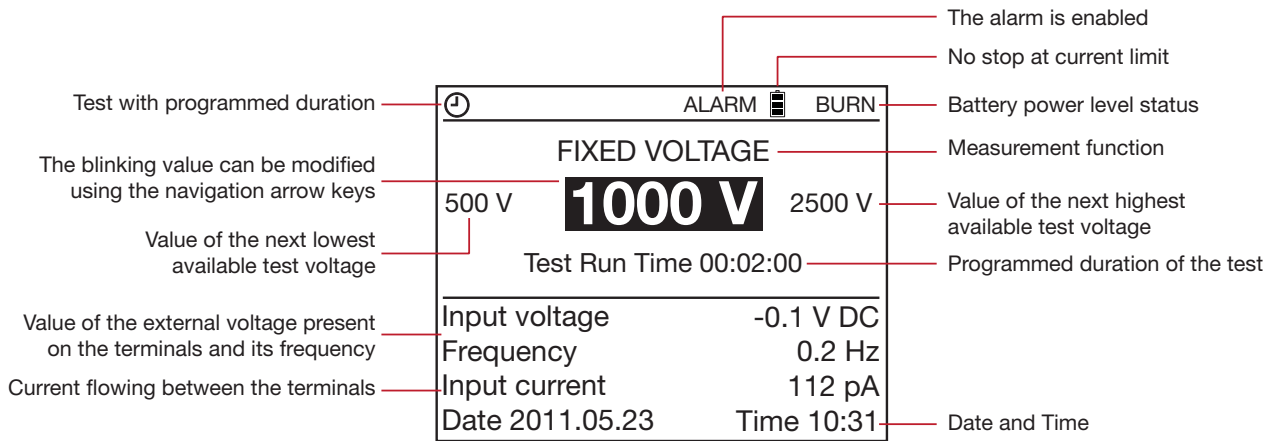 The alarm is enabled
No stop at current limit
Test with programmed duration
ALARM
BURN
Battery power level status
FIXED VOLTAGE
Measurement function
The blinking value can be modified
using the navigation arrow keys
500 V
1000 V
2500 V
Value of the next highest
available test voltage
Value of the next lowest
available test voltage
Test Run Time 00:02:00
Programmed duration of the test
Value of the external voltage present
on the terminals and its frequency
Input voltage -0.1 V DC
Frequency 0.2 Hz
Current flowing between the terminals
Input current 112 pA
Date 2011.05.23 Time 10:31
Date and Time